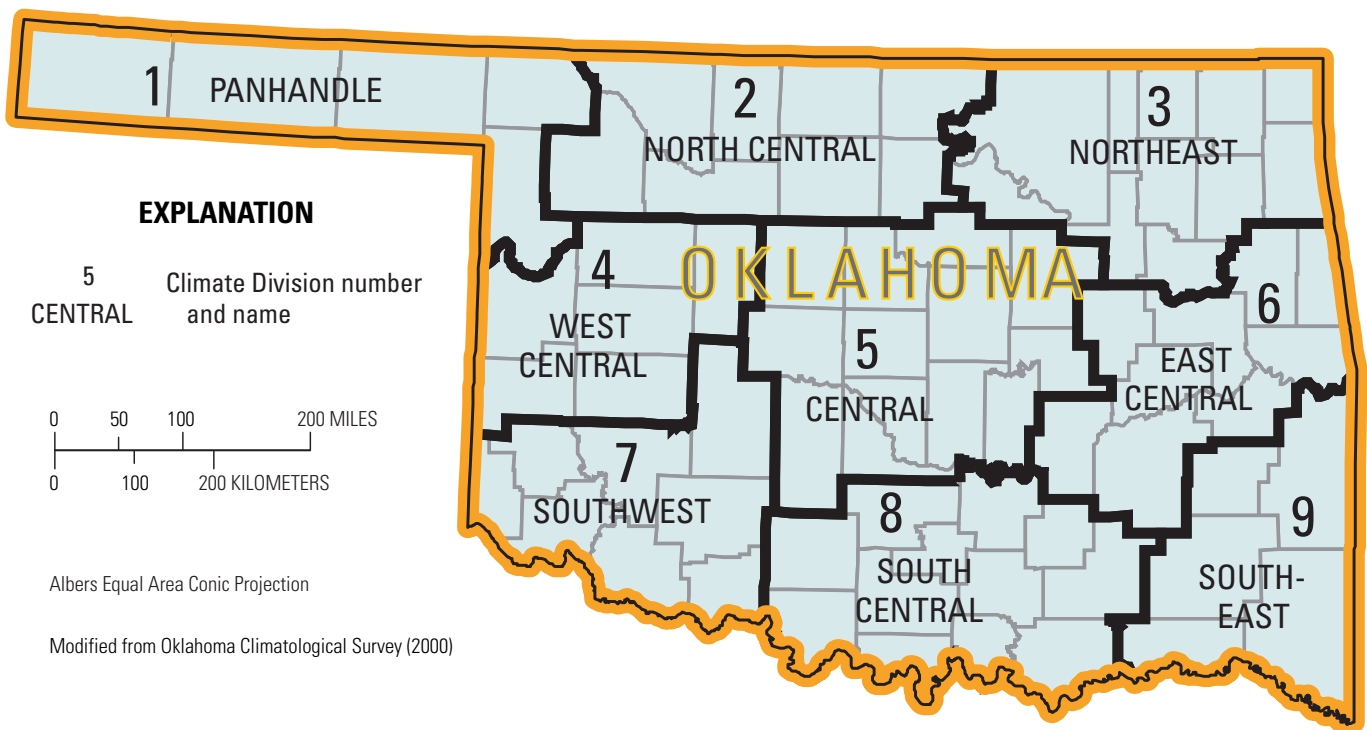 1 PANHANDLE
2
NORTH CENTRAL
3
NORTHEAST
EXPLANATION
5 Climate Division number
CENTRAL and name
OKLAHOMA
4
WEST
CENTRAL
5
CENTRAL
6
EAST
CENTRAL
0 50 100 200 MILES
0 100 200 KILOMETERS
7
SOUTHWEST
8
SOUTH
CENTRAL
9
SOUTH-
EAST
Albers Equal Area Conic Projection
Modified from Oklahoma Climatological Survey (2000)